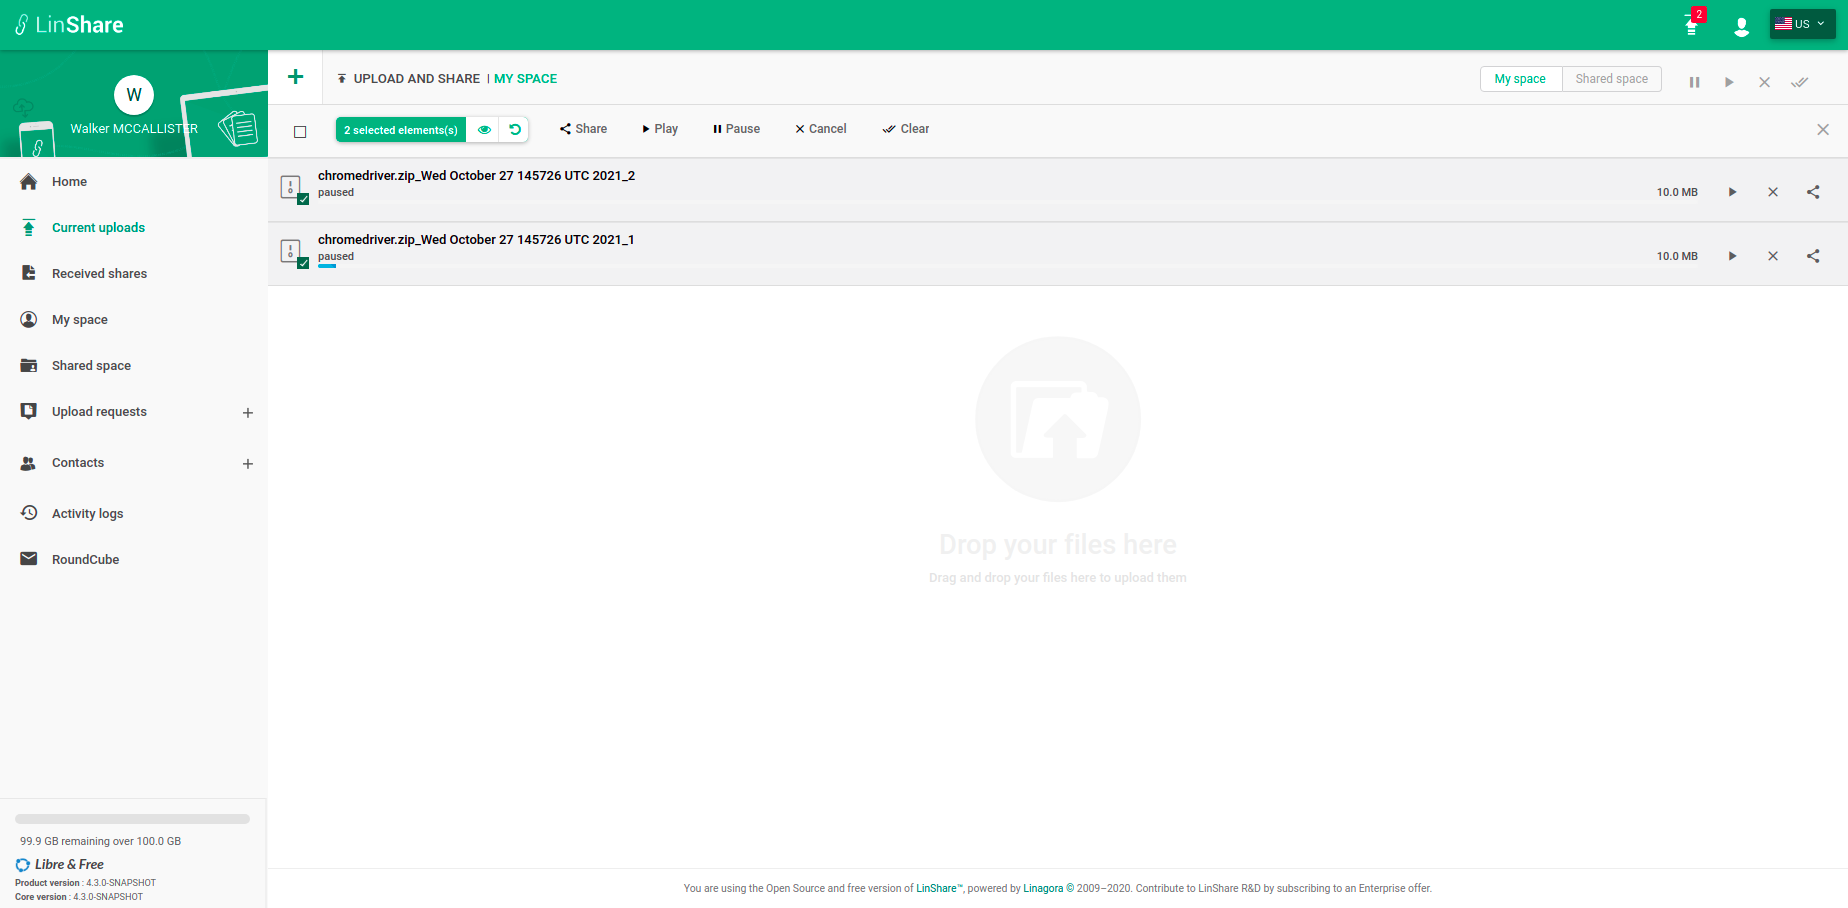 LinShare
2
US
W
Walker MCCALLISTER
UPLOAD AND SHARE | MY SPACE
My space
Shared space
2 selected elements(s)
Share
Play
Pause
Cancel
Clear
Home
Current uploads
Received shares
My space
Shared space
Upload requests
Contacts
Activity logs
RoundCube
chromedriver.zip_Wed October 27 145726 UTC 2021_2
paused
10.0 MB
chromedriver.zip_Wed October 27 145726 UTC 2021_1
paused
10.0 MB
Drop your files here
Drag and drop your files here to upload them
99.9 GB remaining over 100.0 GB
Libre & Free
Product version : 4.3.0-SNAPSHOT
Core version : 4.3.0-SNAPSHOT
You are using the Open Source and free version of LinShare™, powered by Linagora © 2009–2020. Contribute to LinShare R&D by subscribing to an Enterprise offer.